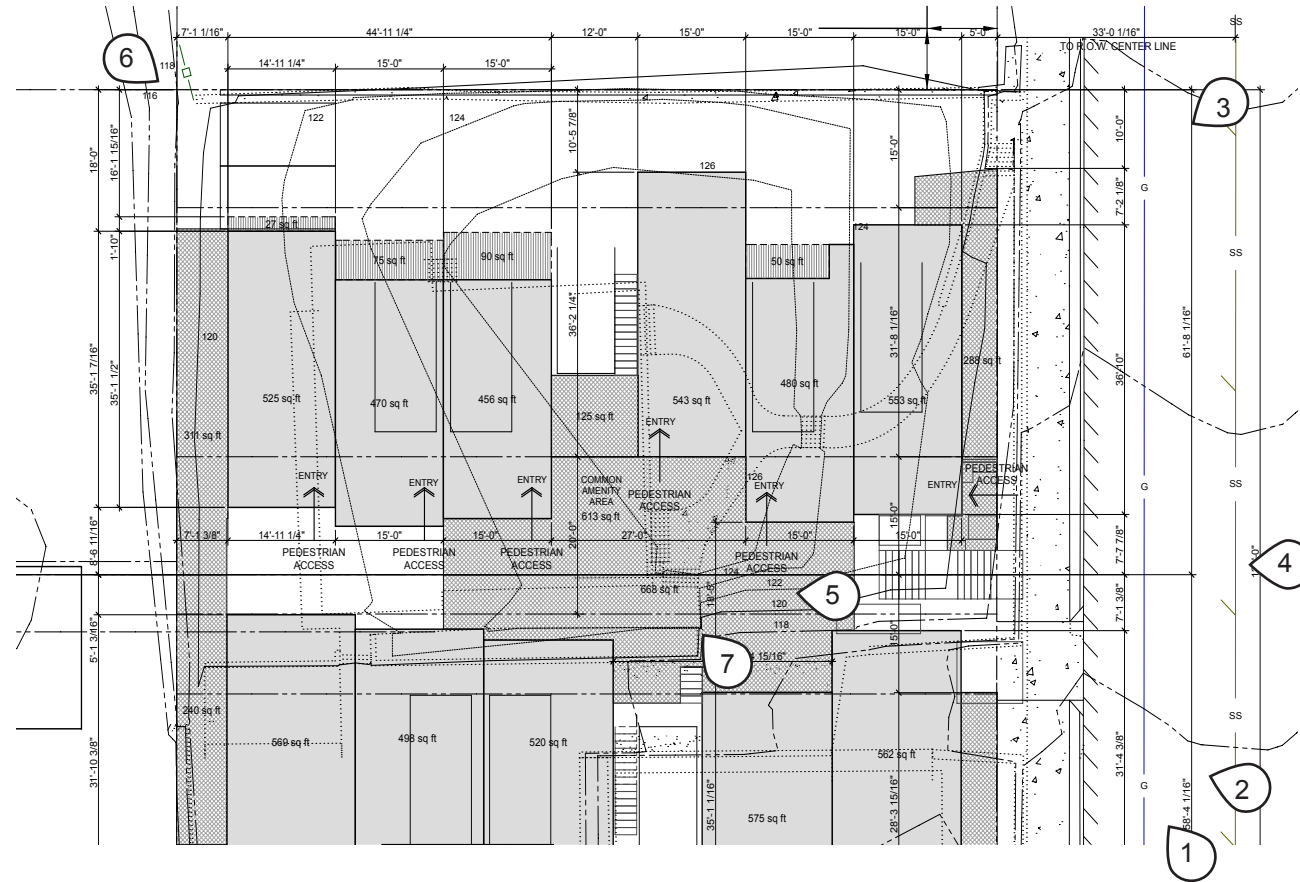 SS
7'-1 1/16"
44'-11 1/4"
12'-0"
15'-0"
15'-0"
15'-0"
5'-0"
33'-0 1/16"
TO R.O.W. CENTER LINE
6
118
116
14'-11 1/4"
15'-0"
15'-0"
3
122
124
126
124
18'-0"
16'-1 15/16"
10'-5 7/8"
15'-0"
10'-0"
7'-2 1/8"
G
27 sq ft
75 sq ft
90 sq ft
50 sq ft
SS
1'-10"
120
36'-2 1/4"
31'-8 1/16"
61'-8 1/16"
36'-10"
288 sq ft
35'-1 7/16"
35'-1 1/2"
311 sq ft
525 sq ft
470 sq ft
456 sq ft
125 sq ft
543 sq ft
480 sq ft
553 sq ft
ENTRY
ENTRY
ENTRY
ENTRY
ENTRY
ENTRY
COMMON
AMENITY
AREA
613 sq ft
PEDESTRIAN
ACCESS
126
PEDESTRIAN
ACCESS
G
SS
8'-6 11/16"
7'-1 3/8"
14'-11 1/4"
15'-0"
15'-0"
20'-0"
27'-0"
15'-0"
15'-0"
15'-0"
7'-7 7/8"
PEDESTRIAN
ACCESS
PEDESTRIAN
ACCESS
PEDESTRIAN
ACCESS
PEDESTRIAN
ACCESS
4
124
122
120
118
668 sq ft
18'-5"
5
15'-0"
7'-1 3/8"
5'-1 3/16"
7
15/16"
240 sq ft
569 sq ft
498 sq ft
520 sq ft
562 sq ft
575 sq ft
SS
31'-10 3/8"
35'-1 1/16"
28'-3 15/16"
31'-4 3/8"
58'-4 1/16"
G
2
1